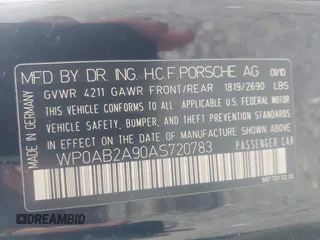 MFD BY DR. ING. H.C.F. PORSCHE AG 01/10
GVWR 4211 GAWR FRONT/REAR 1819/2690 LBS
THIS VEHICLE CONFORMS TO ALL APPLICABLE
FEDERAL MOTOR VEHICLE
SAFETY, BUMPER, AND THEFT PREVENTION
STANDARDS IN EFFECT ON THE DATE OF
MANUFACTURE SHOWN ABOVE.
WP0AB2A90AS720783
PASSENGER CAR
MADE IN GERMANY
DREAMBID